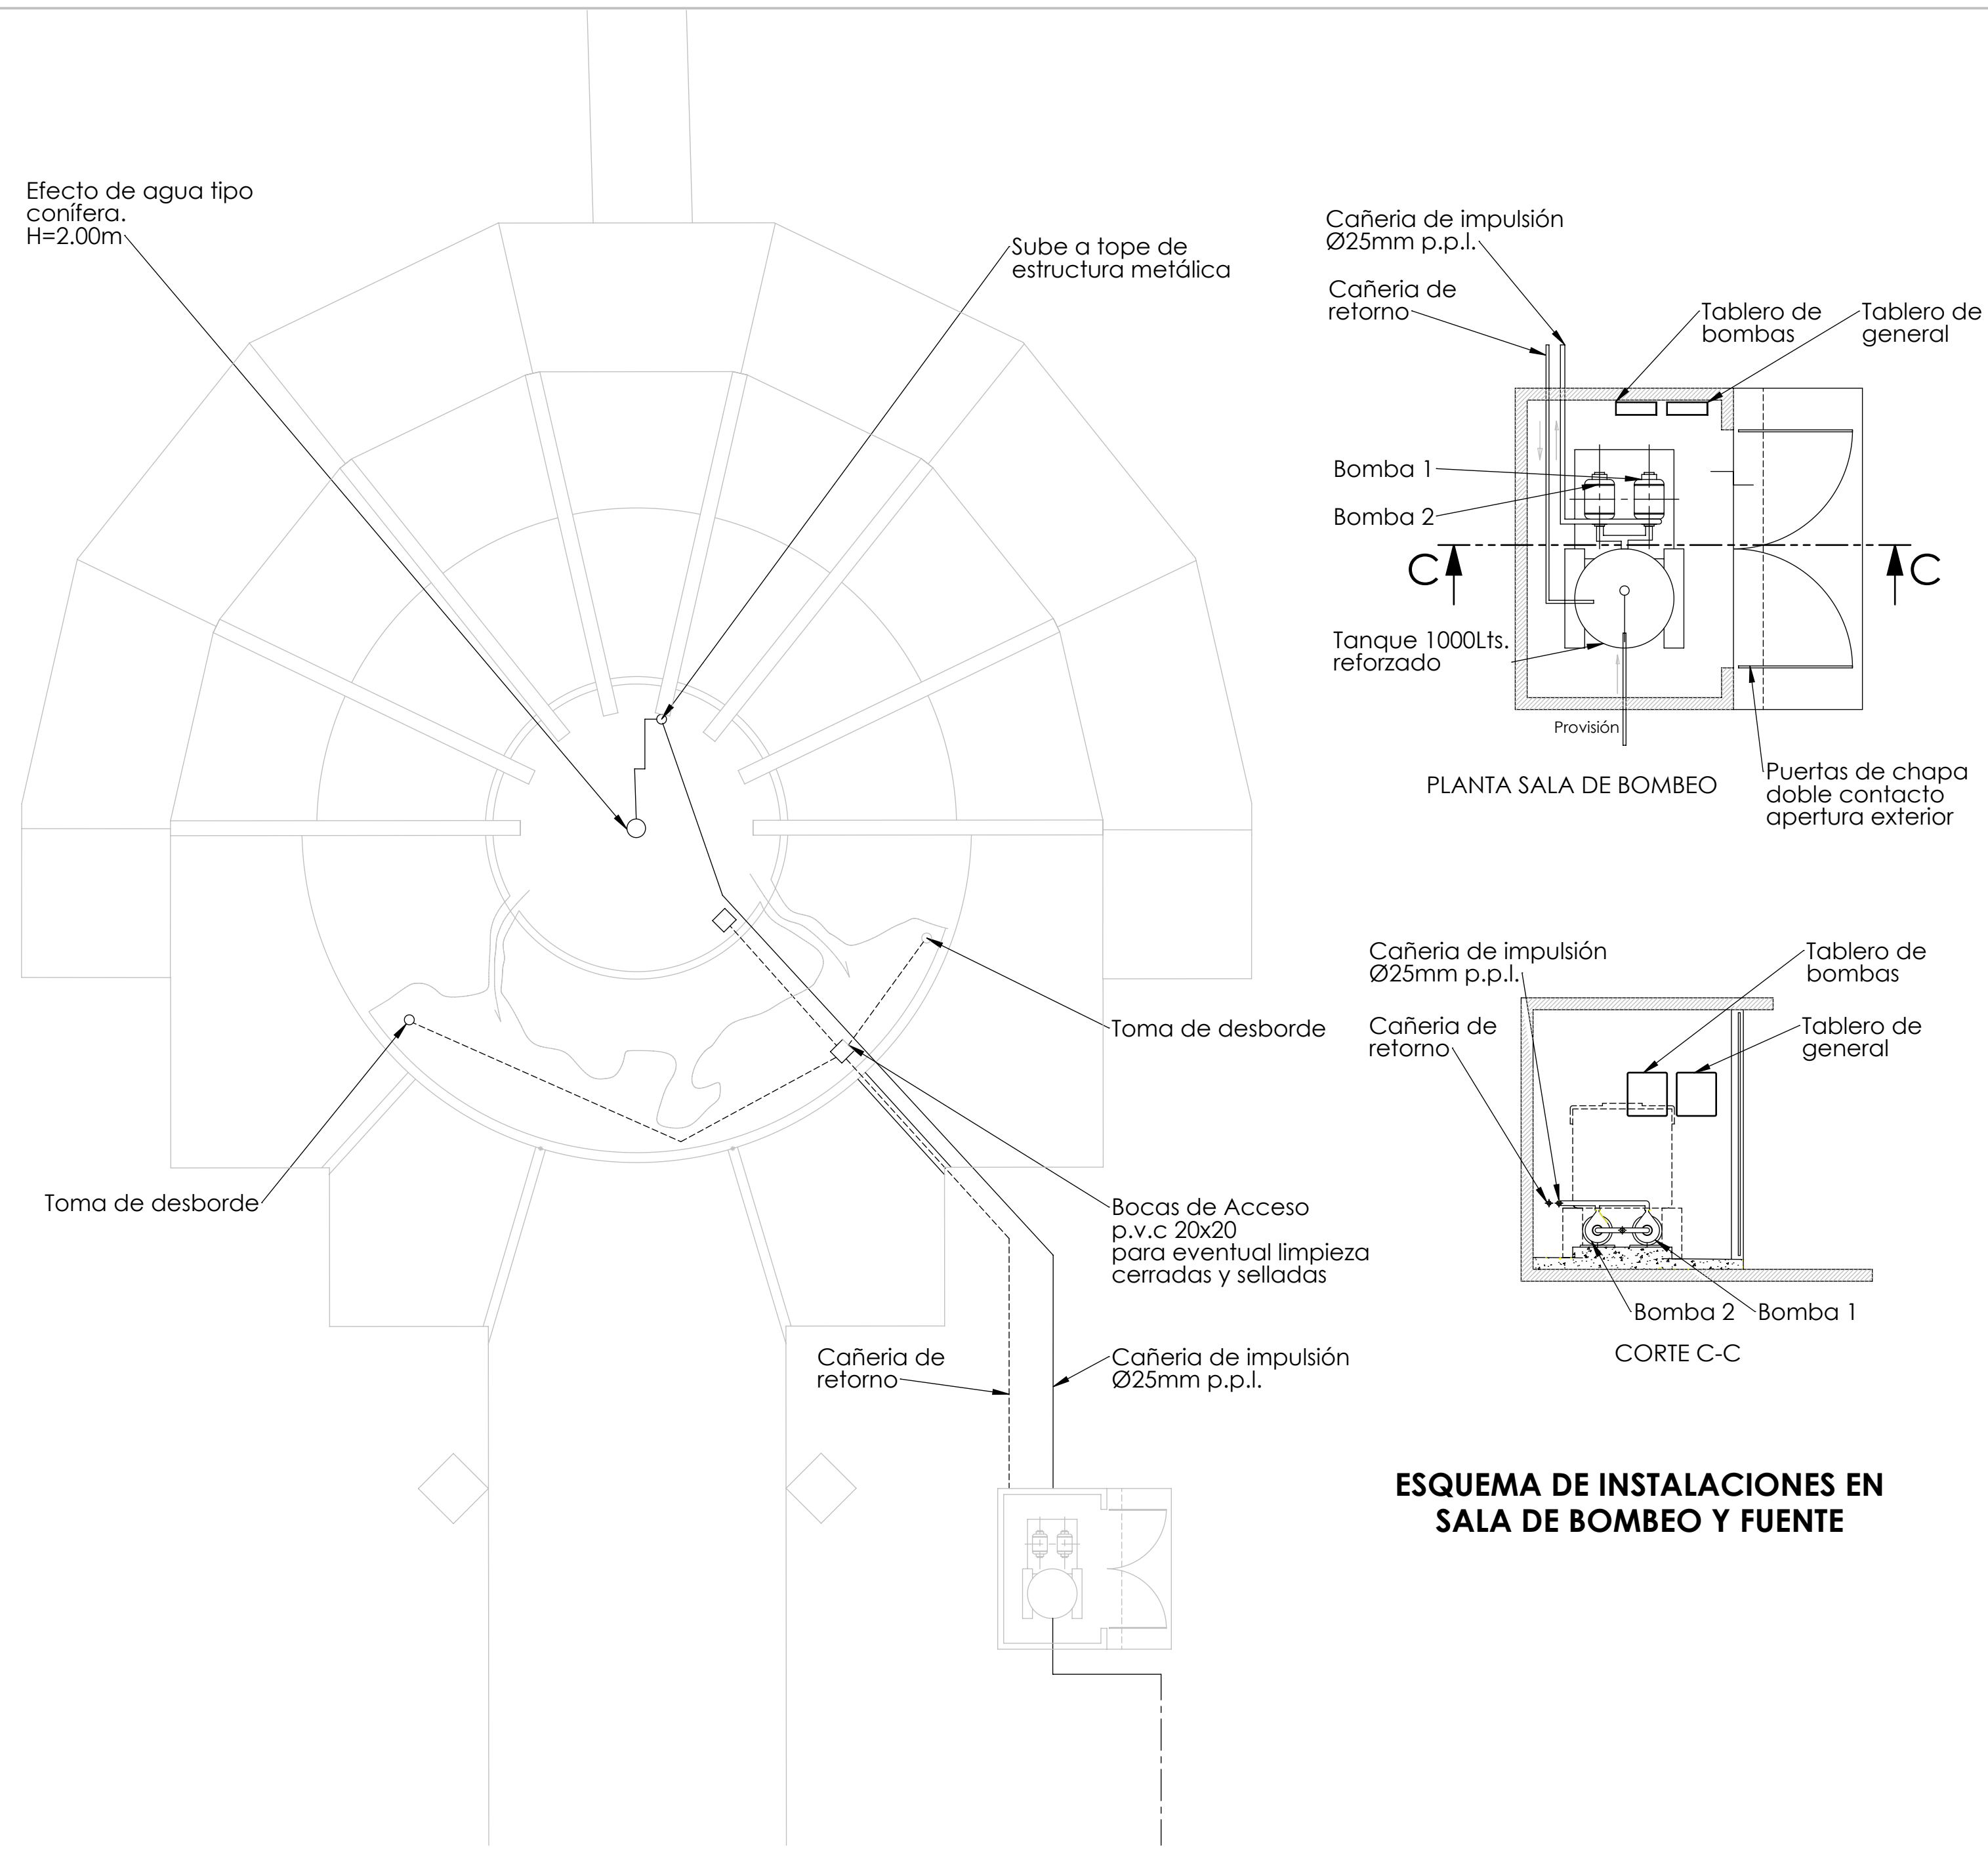 Efecto de agua tipo
conífera.
H=2.00m
Sube a tope de
estructura metálica
Toma de desborde
Toma de desborde
Bocas de Acceso
p.v.c 20x20
para eventual limpieza
cerradas y selladas
Cañeria de
retorno
Cañeria de impulsión
Ø25mm p.p.l.
Cañeria de impulsión
Ø25mm p.p.l.
Cañeria de
retorno
Tablero de
bombas
Tablero de
general
Bomba 1
Bomba 2
C
C
Tanque 1000Lts.
reforzado
Provisión
Puertas de chapa
doble contacto
apertura exterior
PLANTA SALA DE BOMBEO
Cañeria de impulsión
Ø25mm p.p.l.
Cañeria de
retorno
Tablero de
bombas
Tablero de
general
Bomba 2
Bomba 1
CORTE C-C
ESQUEMA DE INSTALACIONES EN
SALA DE BOMBEO Y FUENTE